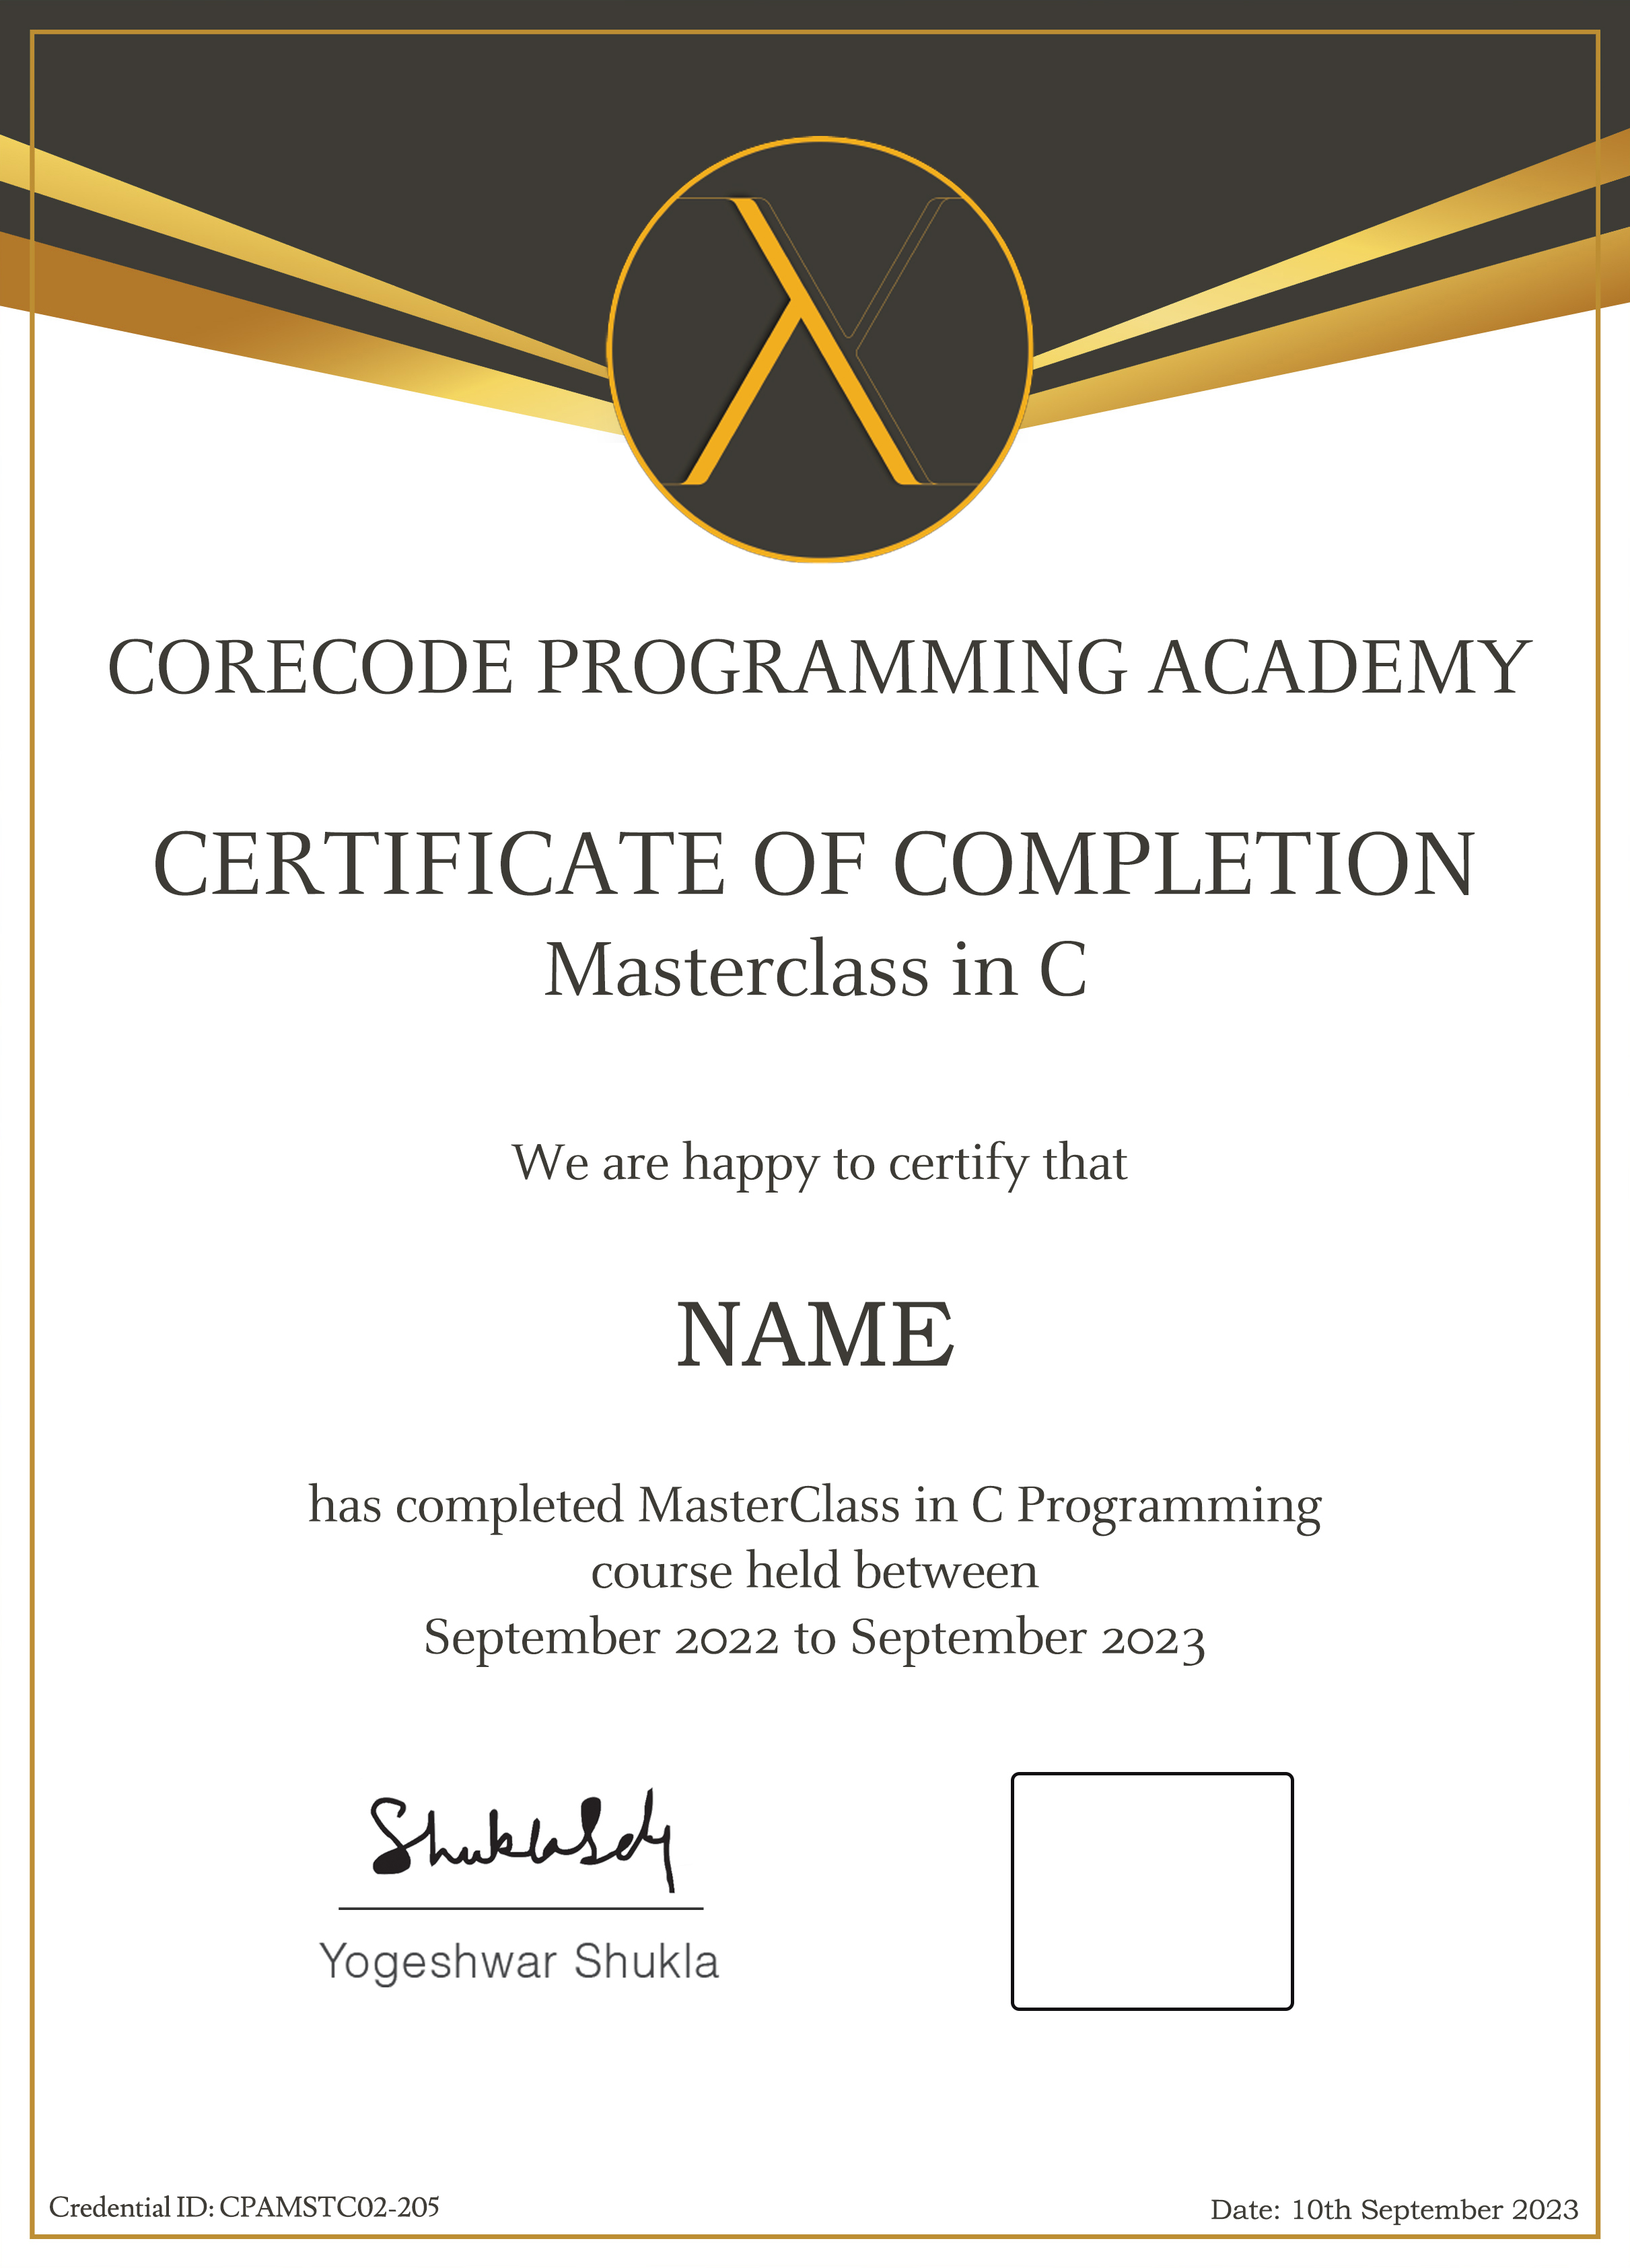 CORECODE PROGRAMMING ACADEMY
CERTIFICATE OF COMPLETION
Masterclass in C
We are happy to certify that
NAME
has completed MasterClass in C Programming
course held between
September 2022 to September 2023
Yogeshwar Shukla
Credential ID: CPAMSTC02-205
Date: 10th September 2023